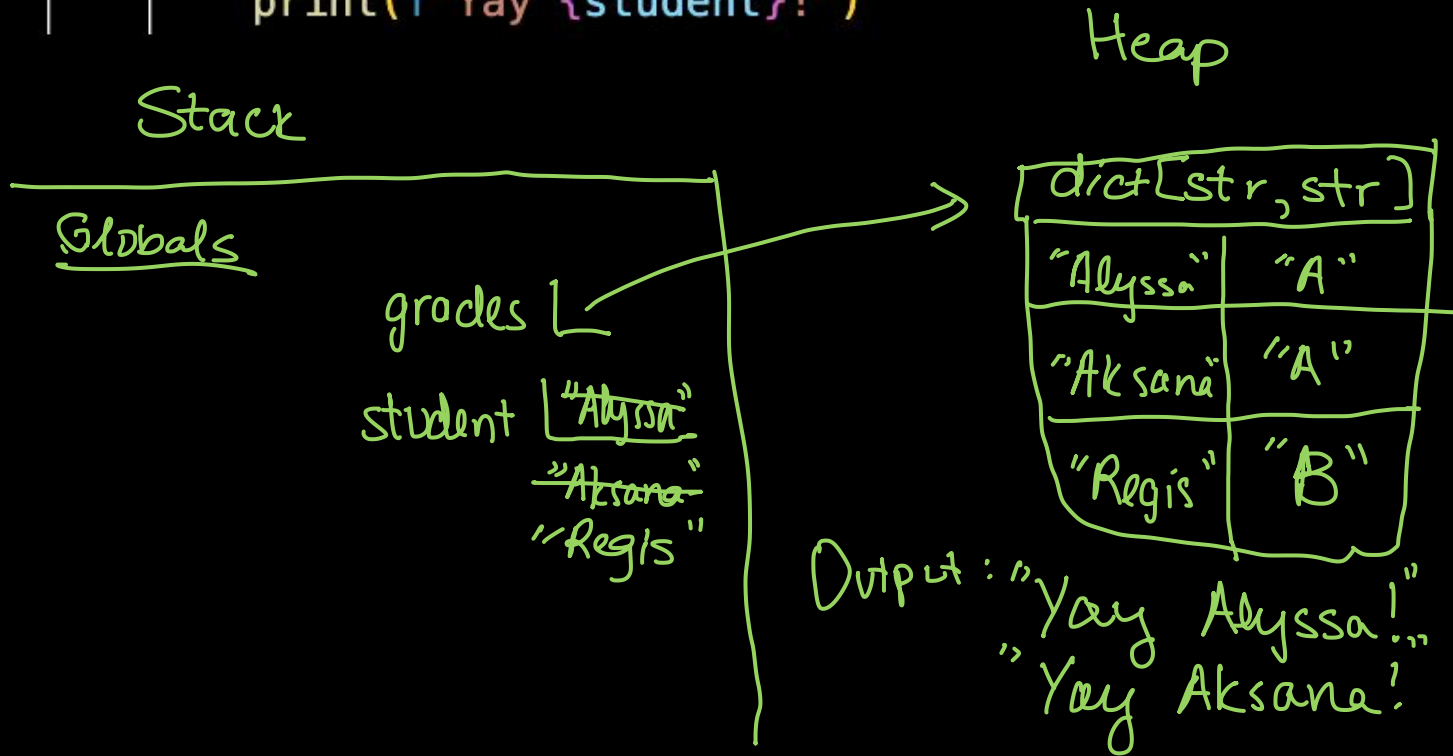 print(f"Yay {student}!")
Heap
Stack
dict[str, str]
Globals
"Alyssa" "A"
grades
"Aksana" "A"
student "Alyssa"
"Aksana"
"Regis" "B"
"Regis"
Output: "Yay Alyssa!"
"Yay Aksana!"